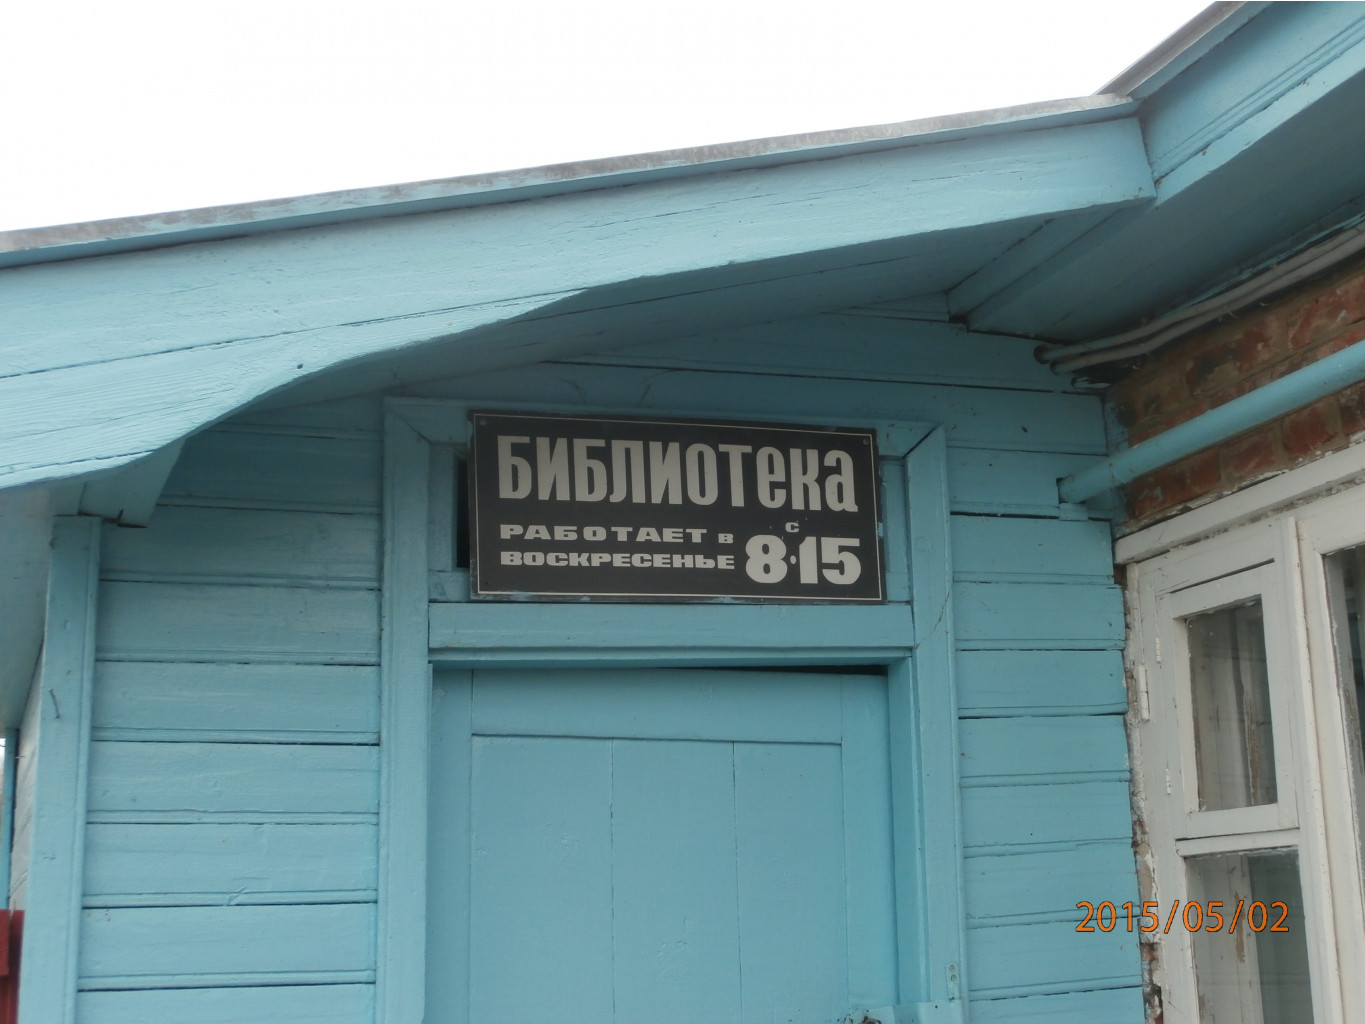 БИБЛИОТЕКА
РАБОТАЕТ В
ВОСКРЕСЕНЬЕ
С
8·15
2015/05/02